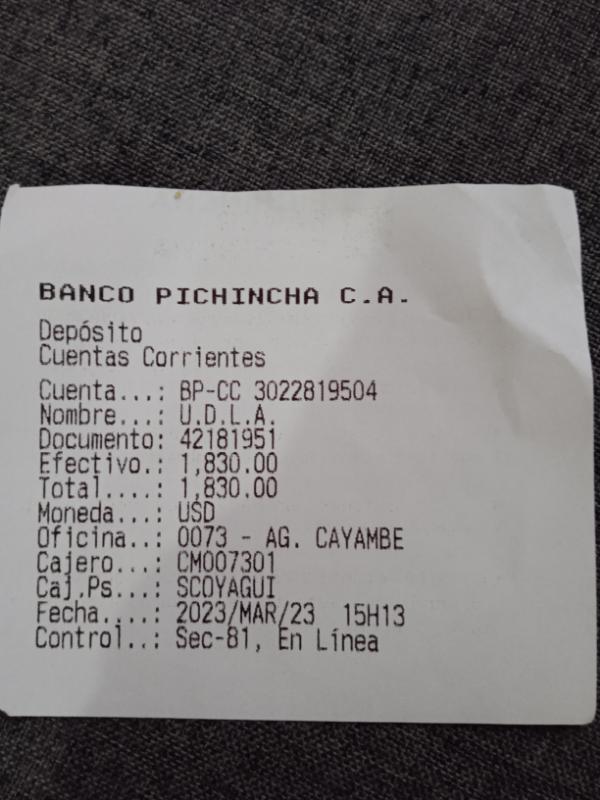 BANCO PICHINCHA C.A.
Depósito
Cuentas Corrientes
Cuenta...: BP-CC 3022819504
Nombre...: U.D.L.A.
Documento: 42181951
Efectivo.: 1,830.00
Total....: 1,830.00
Moneda...: USD
Oficina..: 0073 - AG. CAYAMBE
Cajero...: CM007301
Caj.Ps...: SCOYAGUI
Fecha....: 2023/MAR/23 15H13
Control..: Sec-81, En Línea